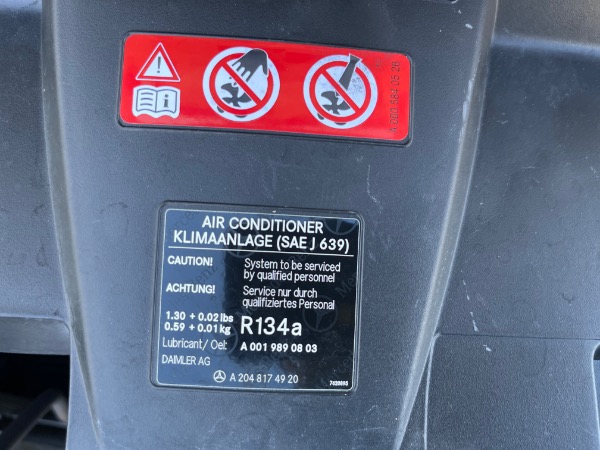 AIR CONDITIONER
KLIMAANLAGE (SAE J 639)
CAUTION! System to be serviced
by qualified personnel
ACHTUNG! Service nur durch
qualifiziertes Personal
1.30 + 0.02 lbs
0.59 + 0.01 kg R134a
Lubricant/ Oel: A 001 989 08 03
DAIMLER AG
A 204 817 49 20